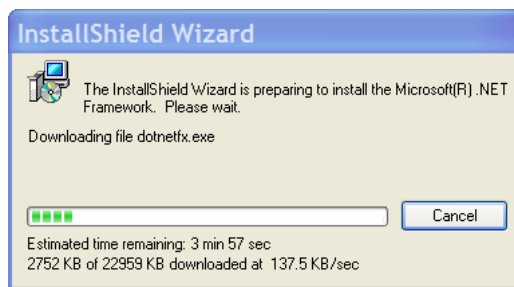 InstallShield Wizard
The InstallShield Wizard is preparing to install the Microsoft(R) .NET
Framework.  Please wait.
Downloading file dotnetfx.exe
Cancel
Estimated time remaining: 3 min 57 sec
2752 KB of 22959 KB downloaded at  137.5 KB/sec